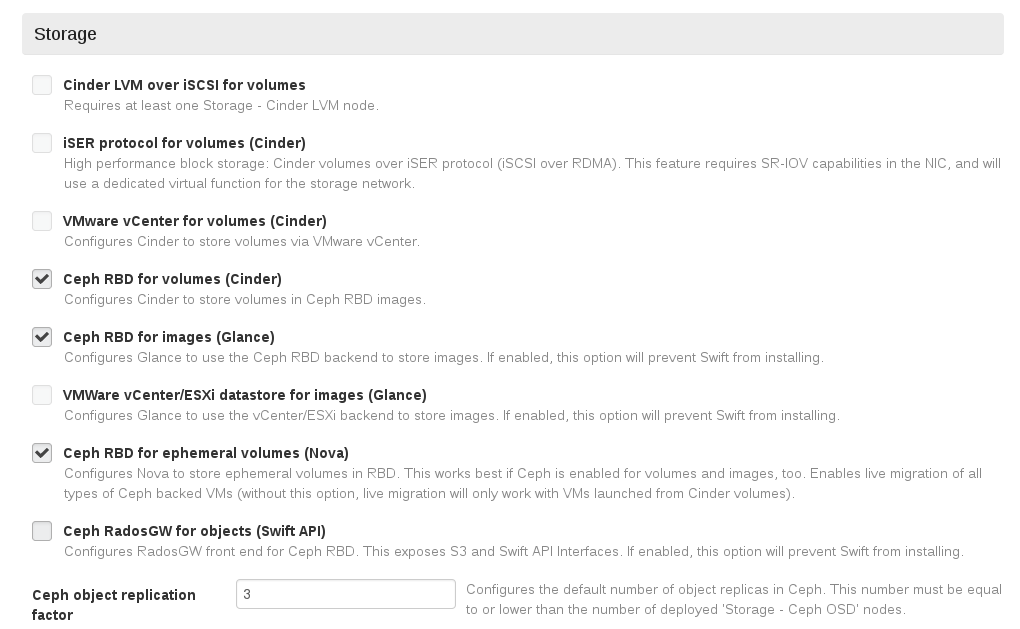 Storage
Cinder LVM over iSCSI for volumes
Requires at least one Storage - Cinder LVM node.
iSER protocol for volumes (Cinder)
High performance block storage: Cinder volumes over iSER protocol (iSCSI over RDMA). This feature requires SR-IOV capabilities in the NIC, and will
use a dedicated virtual function for the storage network.
VMware vCenter for volumes (Cinder)
Configures Cinder to store volumes via VMware vCenter.
Ceph RBD for volumes (Cinder)
Configures Cinder to store volumes in Ceph RBD images.
Ceph RBD for images (Glance)
Configures Glance to use the Ceph RBD backend to store images. If enabled, this option will prevent Swift from installing.
VMWare vCenter/ESXi datastore for images (Glance)
Configures Glance to use the vCenter/ESXi backend to store images. If enabled, this option will prevent Swift from installing.
Ceph RBD for ephemeral volumes (Nova)
Configures Nova to store ephemeral volumes in RBD. This works best if Ceph is enabled for volumes and images, too. Enables live migration of all
types of Ceph backed VMs (without this option, live migration will only work with VMs launched from Cinder volumes).
Ceph RadosGW for objects (Swift API)
Configures RadosGW front end for Ceph RBD. This exposes S3 and Swift API Interfaces. If enabled, this option will prevent Swift from installing.
Ceph object replication
factor
3
Configures the default number of object replicas in Ceph. This number must be equal
to or lower than the number of deployed 'Storage - Ceph OSD' nodes.